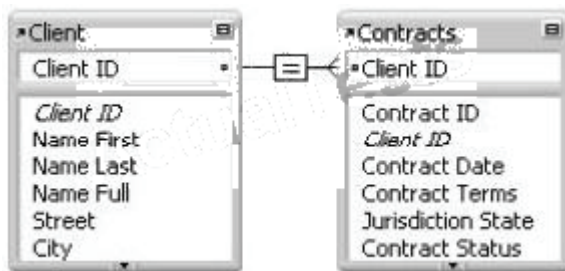 Client
Client ID
Client ID
Name First
Name Last
Name Full
Street
City
=
Contracts
Client ID
Contract ID
Client ID
Contract Date
Contract Terms
Jurisdiction State
Contract Status